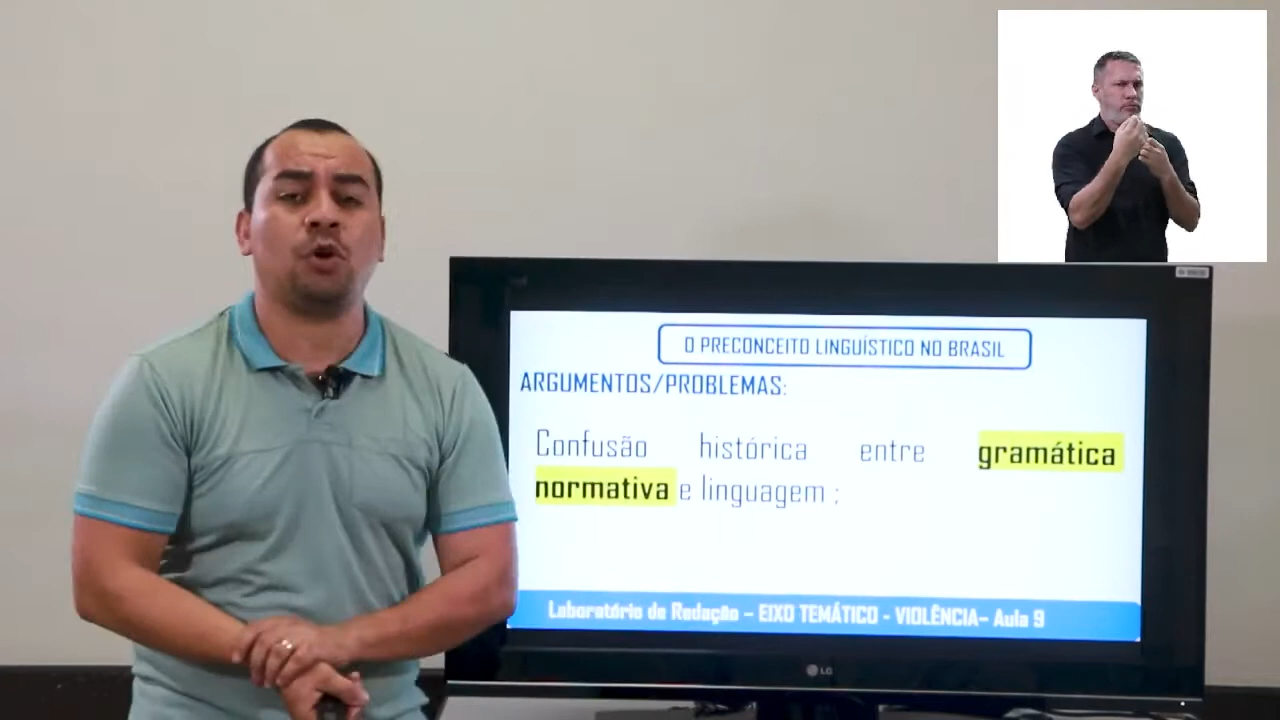 O PRECONCEITO LINGUÍSTICO NO BRASIL
ARGUMENTOS/PROBLEMAS:
Confusão histórica entre gramática
normativa e linguagem ;
Laboratório de Redação – EIXO TEMÁTICO - VIOLÊNCIA– Aula 9
LG